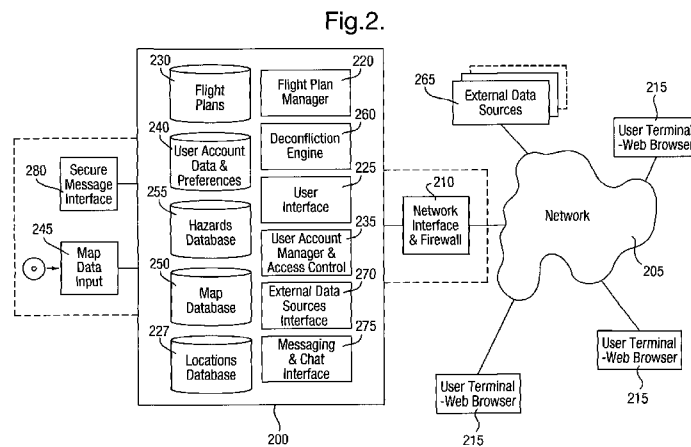 Fig.2.
230
Flight
Plans
220
Flight Plan
Manager
240
User Account
Data &
Preferences
260
Deconfliction
Engine
280
Secure
Message
Interface
255
Hazards
Database
225
User
Interface
245
Map
Data
Input
250
Map
Database
235
User Account
Manager &
Access Control
270
External Data
Sources
Interface
227
Locations
Database
275
Messaging
& Chat
Interface
200
210
Network
Interface
& Firewall
265
External Data
Sources
215
User Terminal
-Web Browser
Network
205
User Terminal
-Web Browser
215
User Terminal
-Web Browser
215